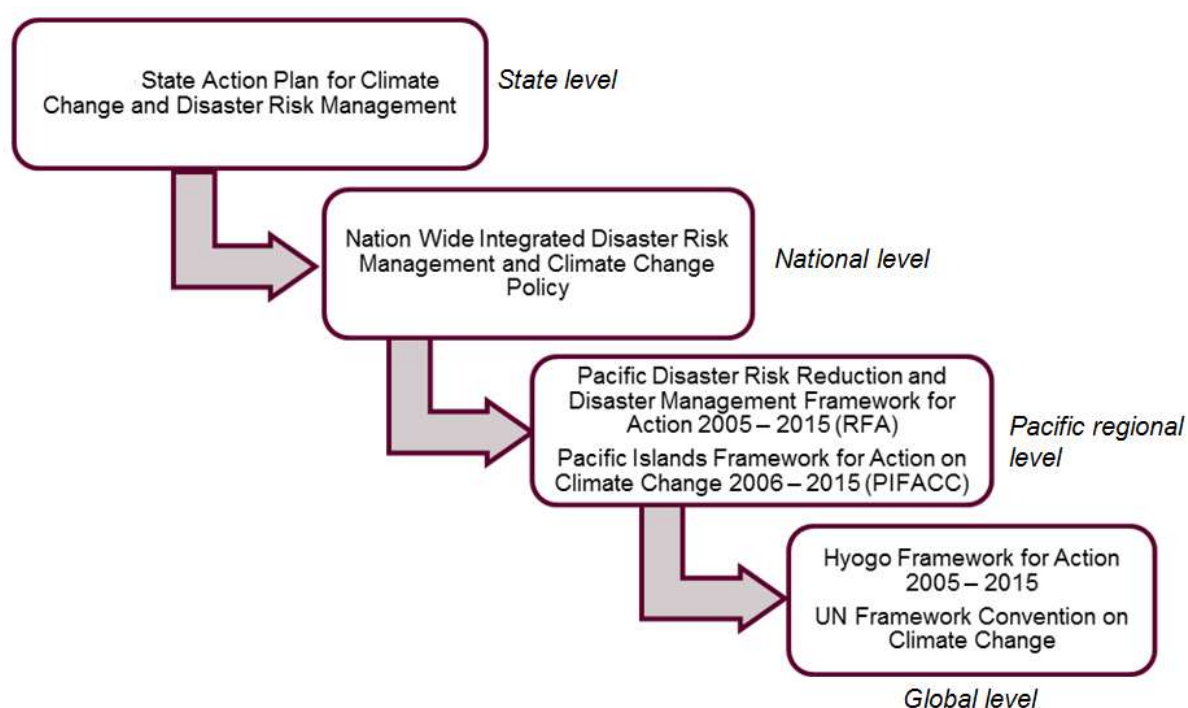 State Action Plan for Climate
Change and Disaster Risk Management
State level
Nation Wide Integrated Disaster Risk
Management and Climate Change
Policy
National level
Pacific Disaster Risk Reduction and
Disaster Management Framework for
Action 2005 – 2015 (RFA)
Pacific Islands Framework for Action on
Climate Change 2006 – 2015 (PIFACC)
Pacific regional
level
Hyogo Framework for Action
2005 – 2015
UN Framework Convention on
Climate Change
Global level